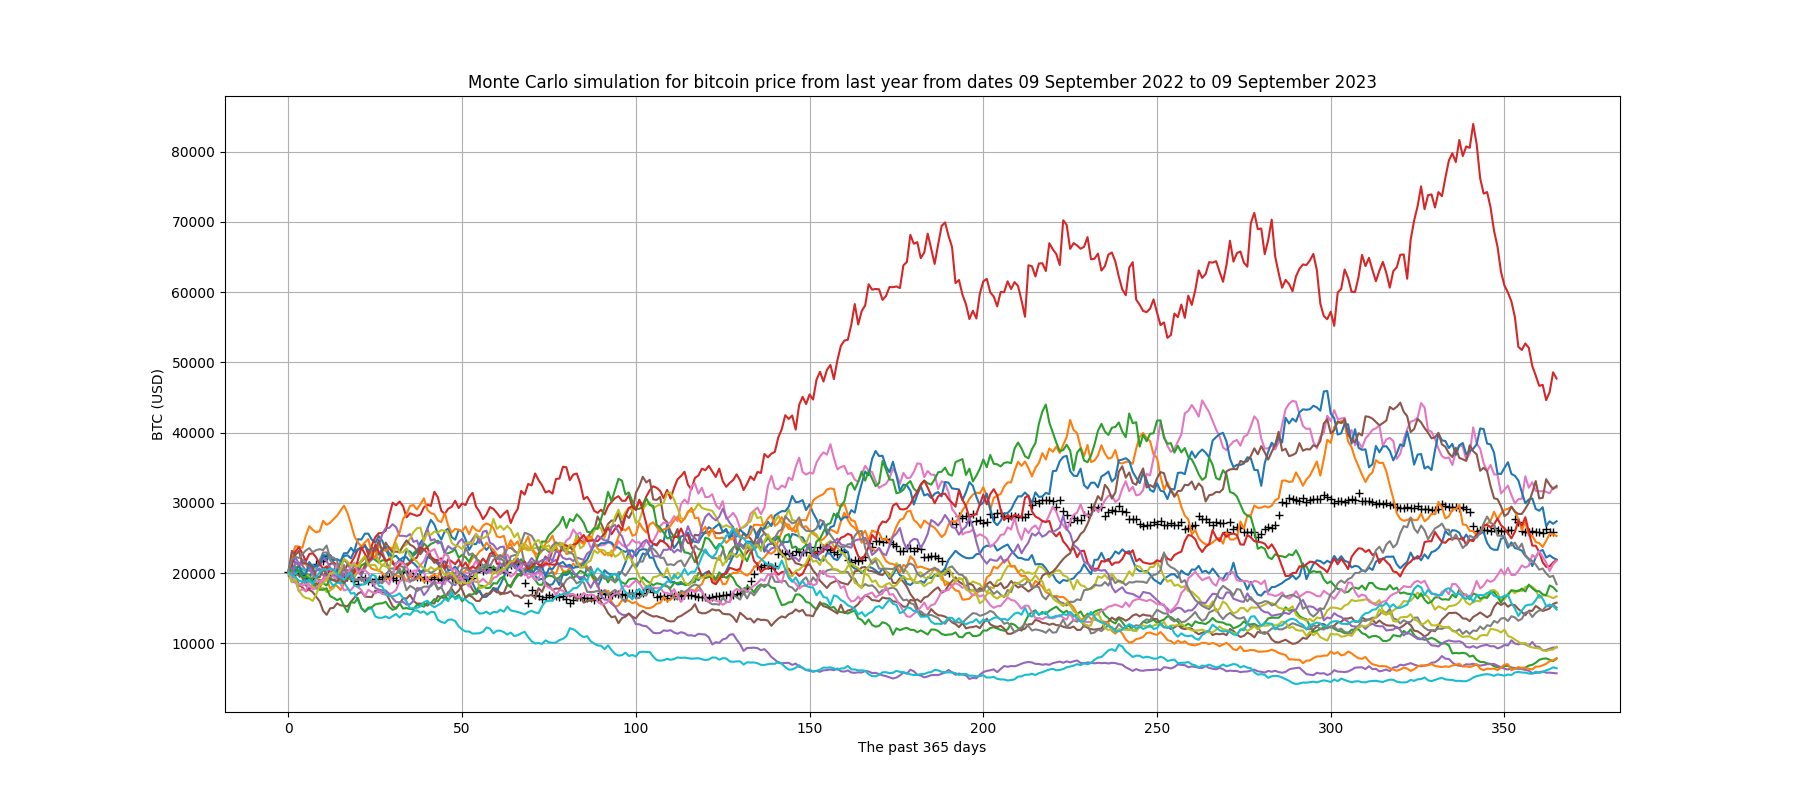 Monte Carlo simulation for bitcoin price from last year from dates 09 September 2022 to 09 September 2023
80000
70000
60000
50000
40000
30000
20000
10000
BTC (USD)
0 50 100 150 200 250 300 350
The past 365 days